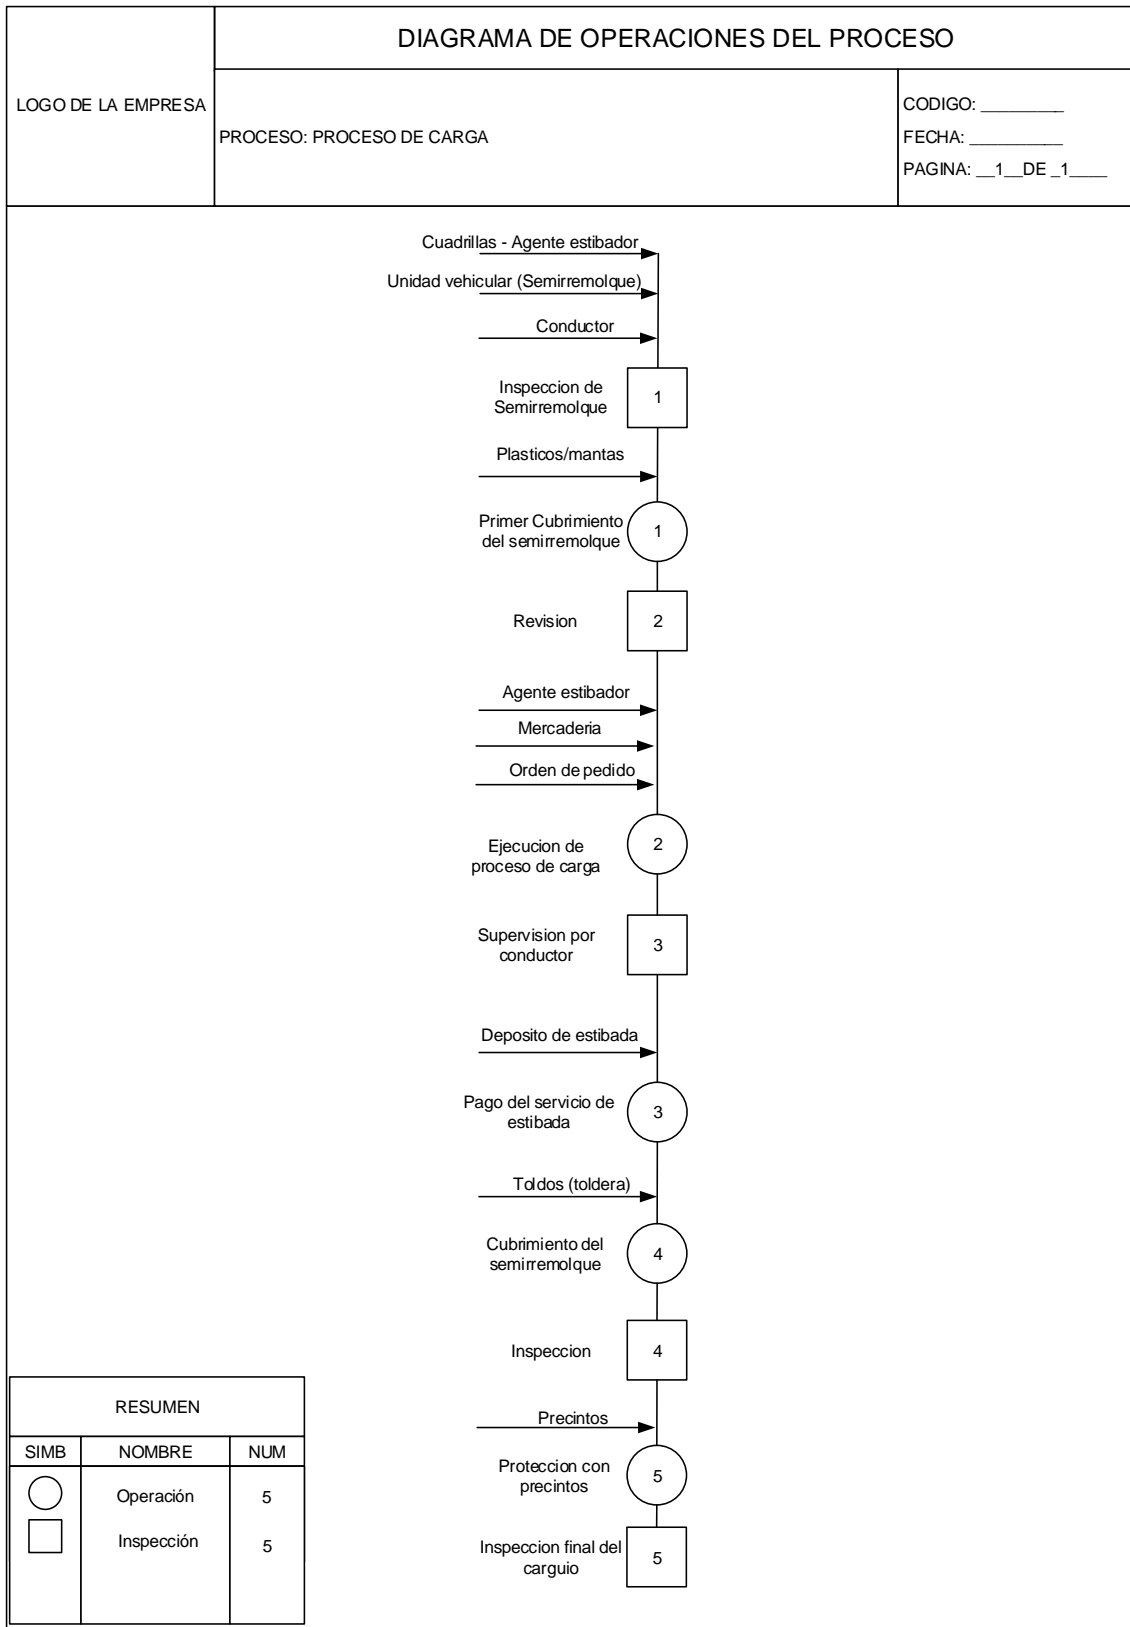 DIAGRAMA DE OPERACIONES DEL PROCESO
LOGO DE LA EMPRESA
PROCESO: PROCESO DE CARGA
CODIGO: _________
FECHA: __________
PAGINA: __1__DE _1____
Cuadrillas - Agente estibador
Unidad vehicular (Semirremolque)
Conductor
Inspeccion de
Semirremolque
1
Plasticos/mantas
Primer Cubrimiento
del semirremolque
1
Revision
2
Agente estibador
Mercaderia
Orden de pedido
Ejecucion de
proceso de carga
2
Supervision por
conductor
3
Deposito de estibada
Pago del servicio de
estibada
3
Toldos (toldera)
Cubrimiento del
semirremolque
4
Inspeccion
4
Precintos
Proteccion con
precintos
5
Inspeccion final del
carguio
5
RESUMEN
SIMB NOMBRE NUM
Operación 5
Inspección 5